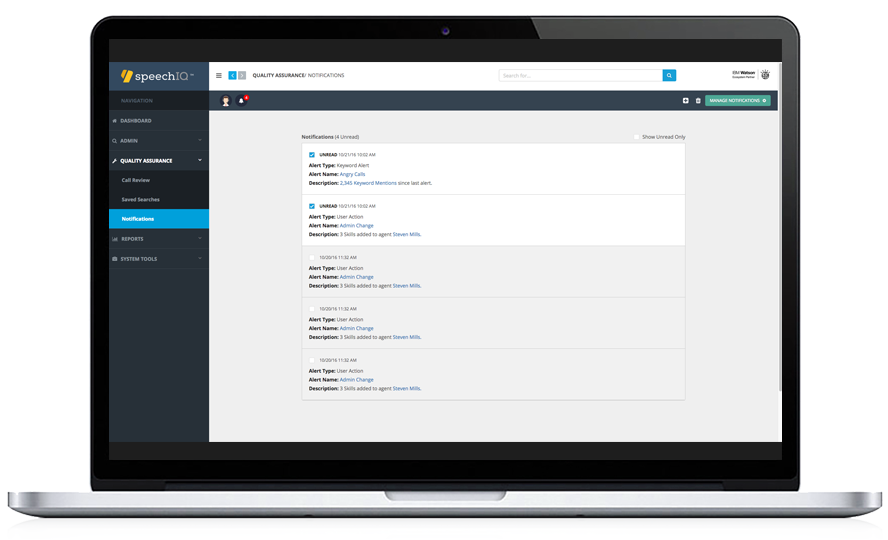 speechIQ™
QUALITY ASSURANCE/ NOTIFICATIONS
Search for...
IBM Watson
Ecosystem Partner
NAVIGATION
4
MANAGE NOTIFICATIONS
DASHBOARD
ADMIN
QUALITY ASSURANCE
Call Review
Saved Searches
Notifications
REPORTS
SYSTEM TOOLS
Notifications (4 Unread)
Show Unread Only
UNREAD 10/21/16 10:02 AM
Alert Type: Keyword Alert
Alert Name: Angry Calls
Description: 2,345 Keyword Mentions since last alert.
UNREAD 10/21/16 10:02 AM
Alert Type: User Action
Alert Name: Admin Change
Description: 3 Skills added to agent Steven Mills.
10/20/16 11:32 AM
Alert Type: User Action
Alert Name: Admin Change
Description: 3 Skills added to agent Steven Mills.
10/20/16 11:32 AM
Alert Type: User Action
Alert Name: Admin Change
Description: 3 Skills added to agent Steven Mills.
10/20/16 11:32 AM
Alert Type: User Action
Alert Name: Admin Change
Description: 3 Skills added to agent Steven Mills.